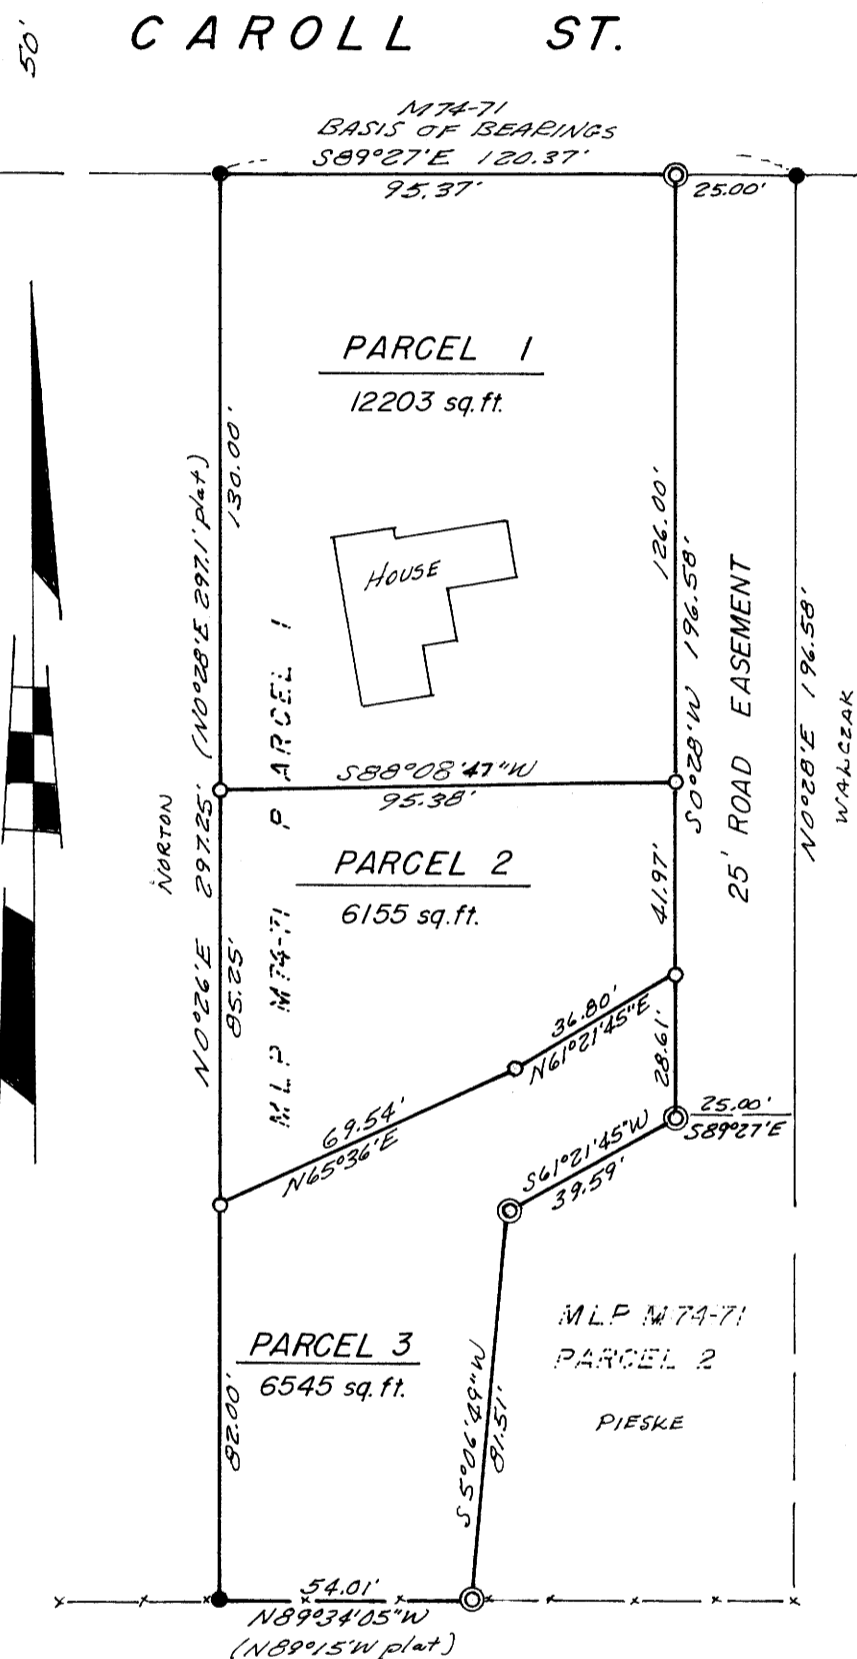 50'
CAROLL ST.
M74-71
BASIS OF BEARINGS
S89°27'E 120.37'
95.37'
25.00'
PARCEL 1
12203 sq.ft.
130.00'
(N0°28'E 297.1' plat)
126.00'
HOUSE
S0°28'W 196.58'
25' ROAD EASEMENT
N0°28'E 196.58'
WALCZAK
MLP M74-71 PARCEL 1
S88°08'47"W
95.38'
NORTON
N0°26'E 297.25'
PARCEL 2
6155 sq.ft.
85.25'
41.97'
36.80'
N61°21'45"E
28.61'
69.54'
N65°36'E
25.00'
S89°27'E
S61°21'45"W
39.59'
PARCEL 3
6545 sq.ft.
82.00'
S5°06'49"W
81.51'
MLP M74-71
PARCEL 2
PIESKE
54.01'
N89°34'05"W
(N89°15'W plat)